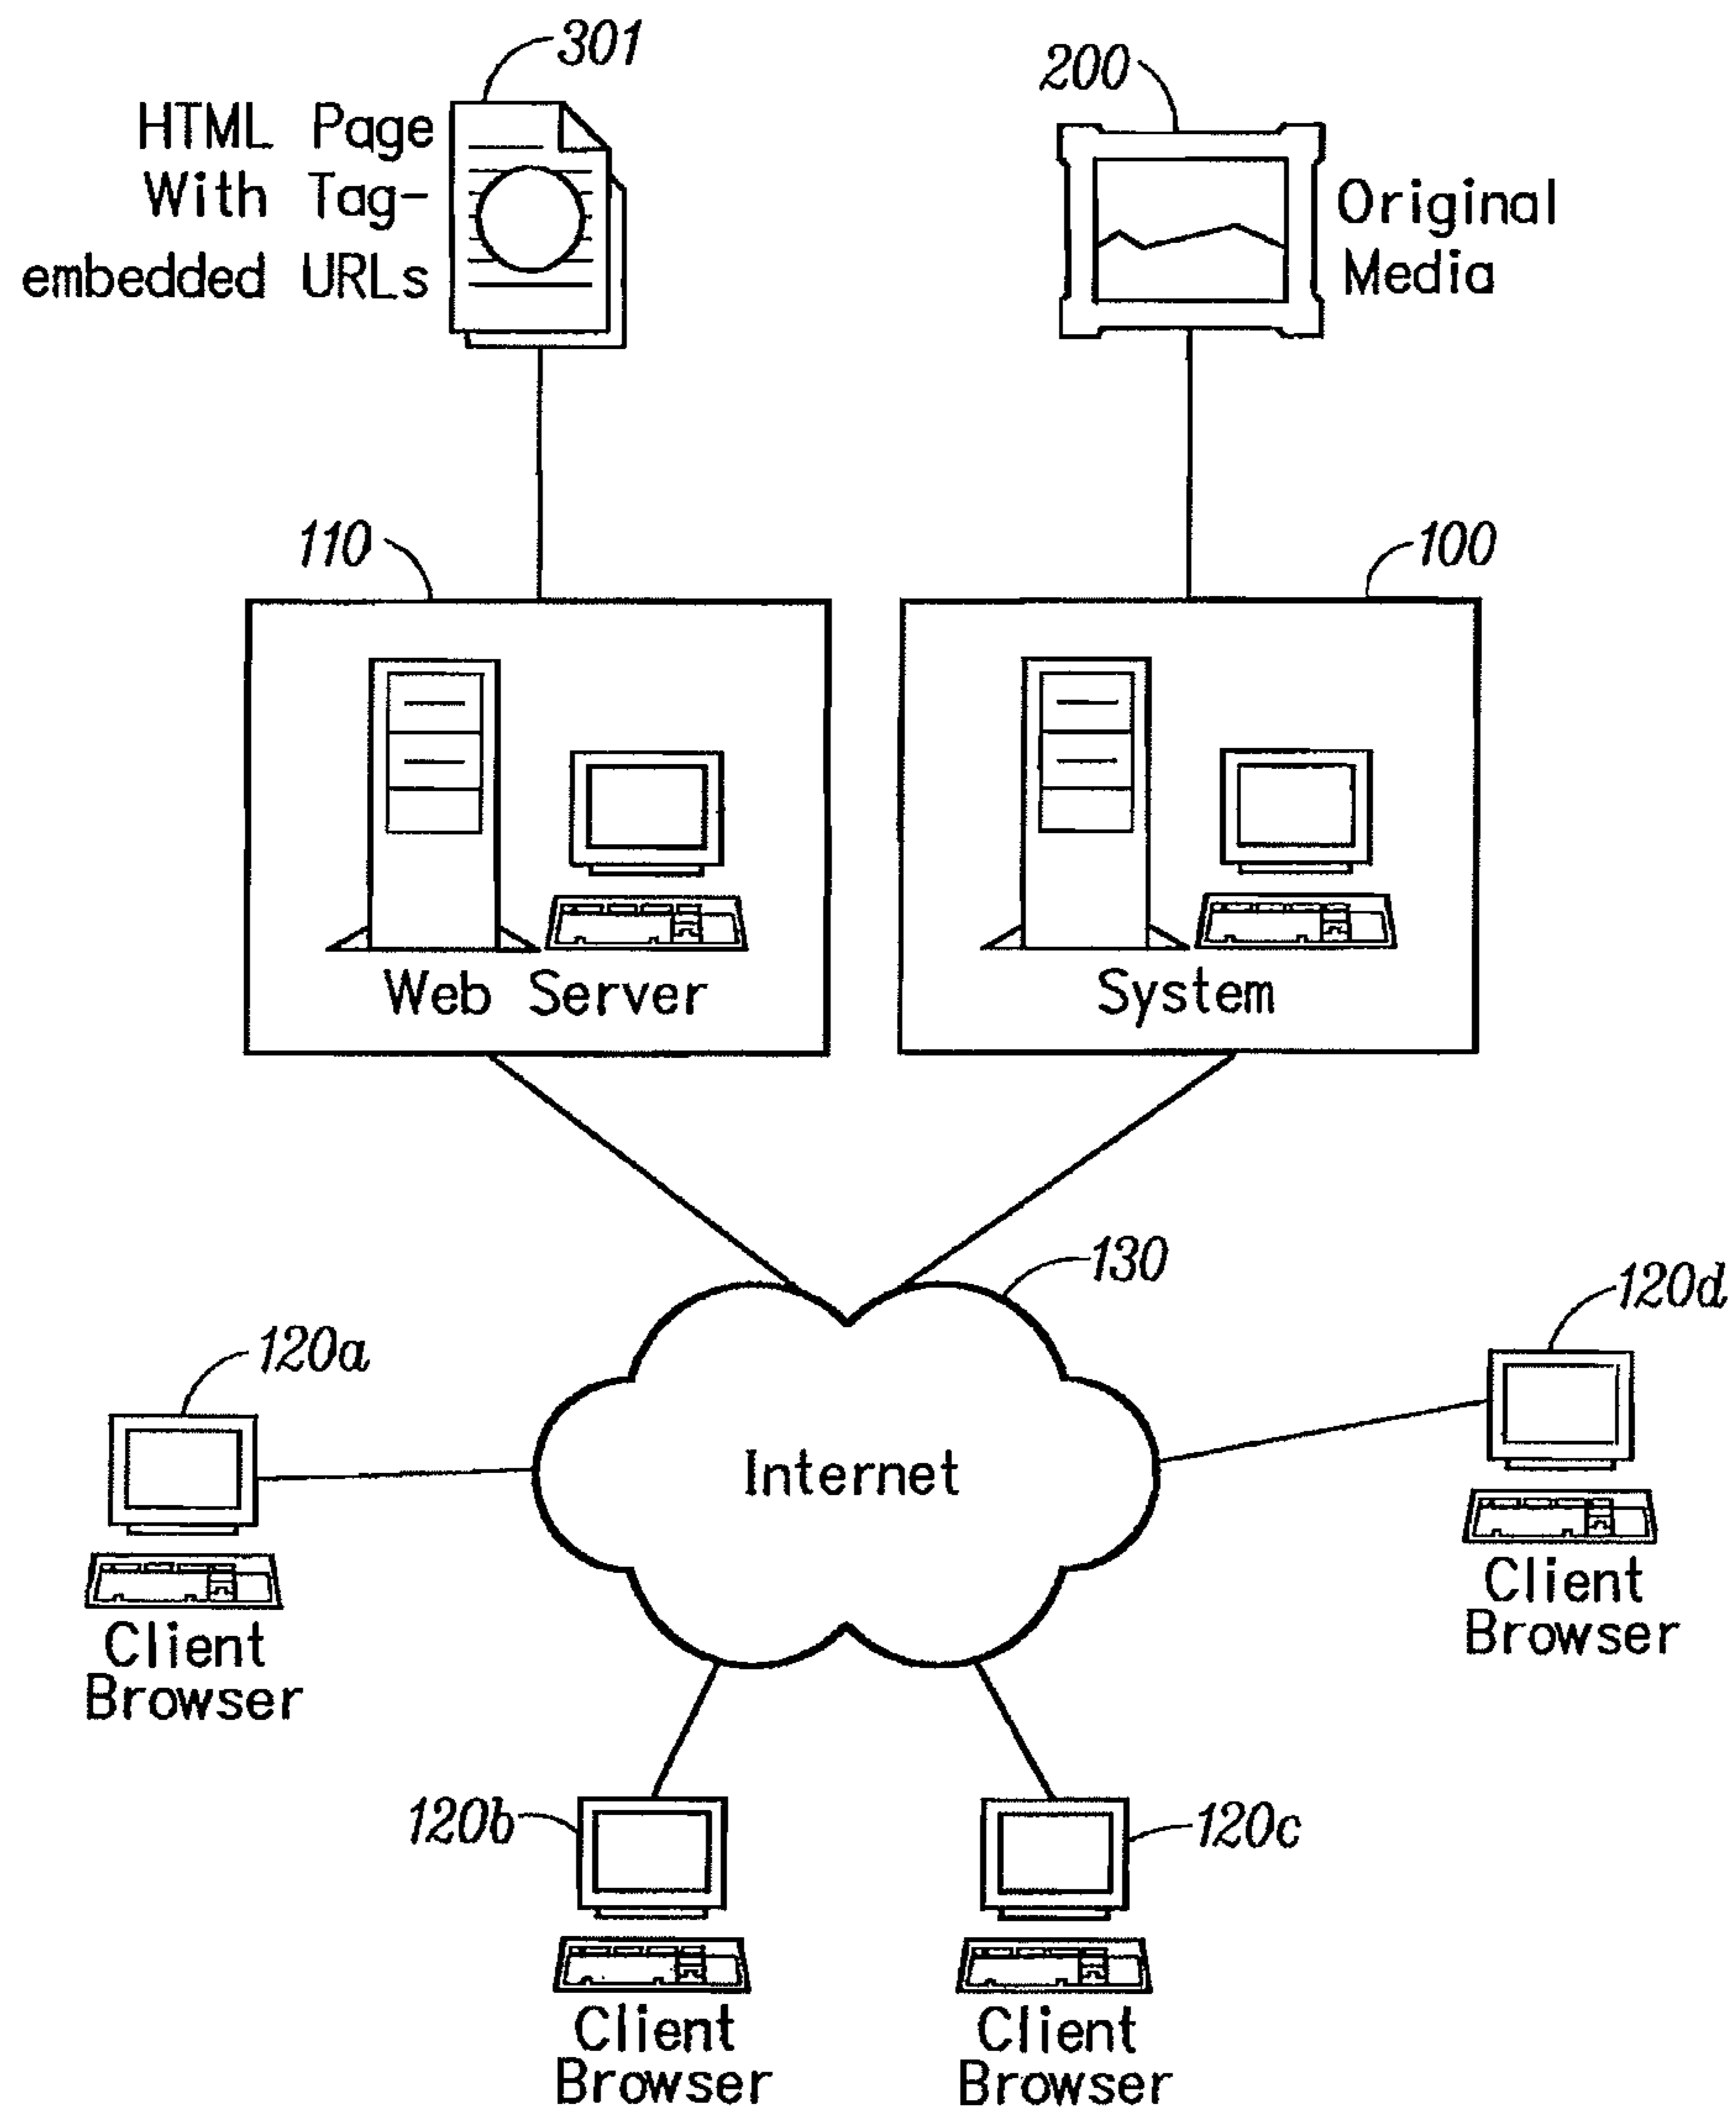 301
HTML Page
With Tag-
embedded URLs
200
Original
Media
110
100
Web Server
System
130
Internet
120a
Client
Browser
120d
Client
Browser
120b
Client
Browser
120c
Client
Browser